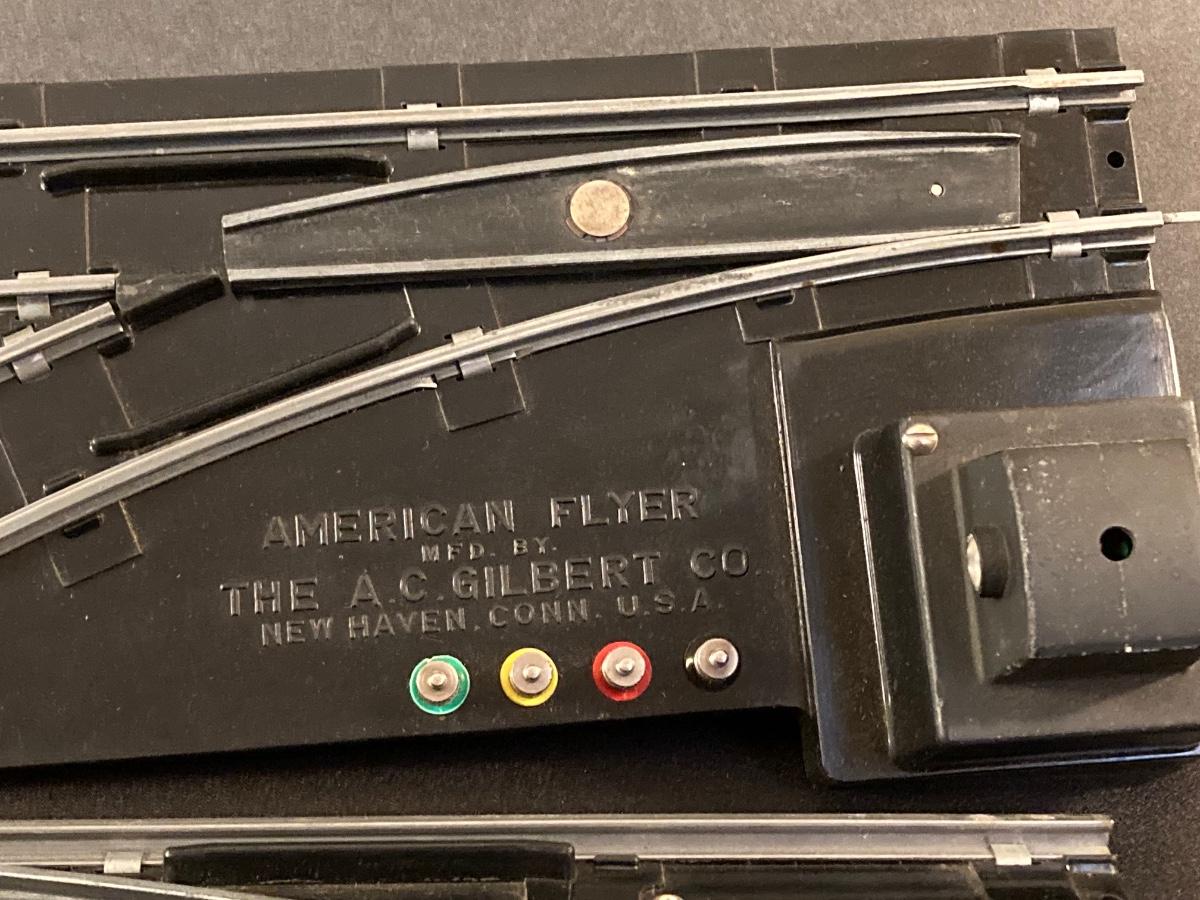 AMERICAN FLYER
MFD. BY.
THE A.C. GILBERT CO.
NEW HAVEN. CONN. U.S.A.